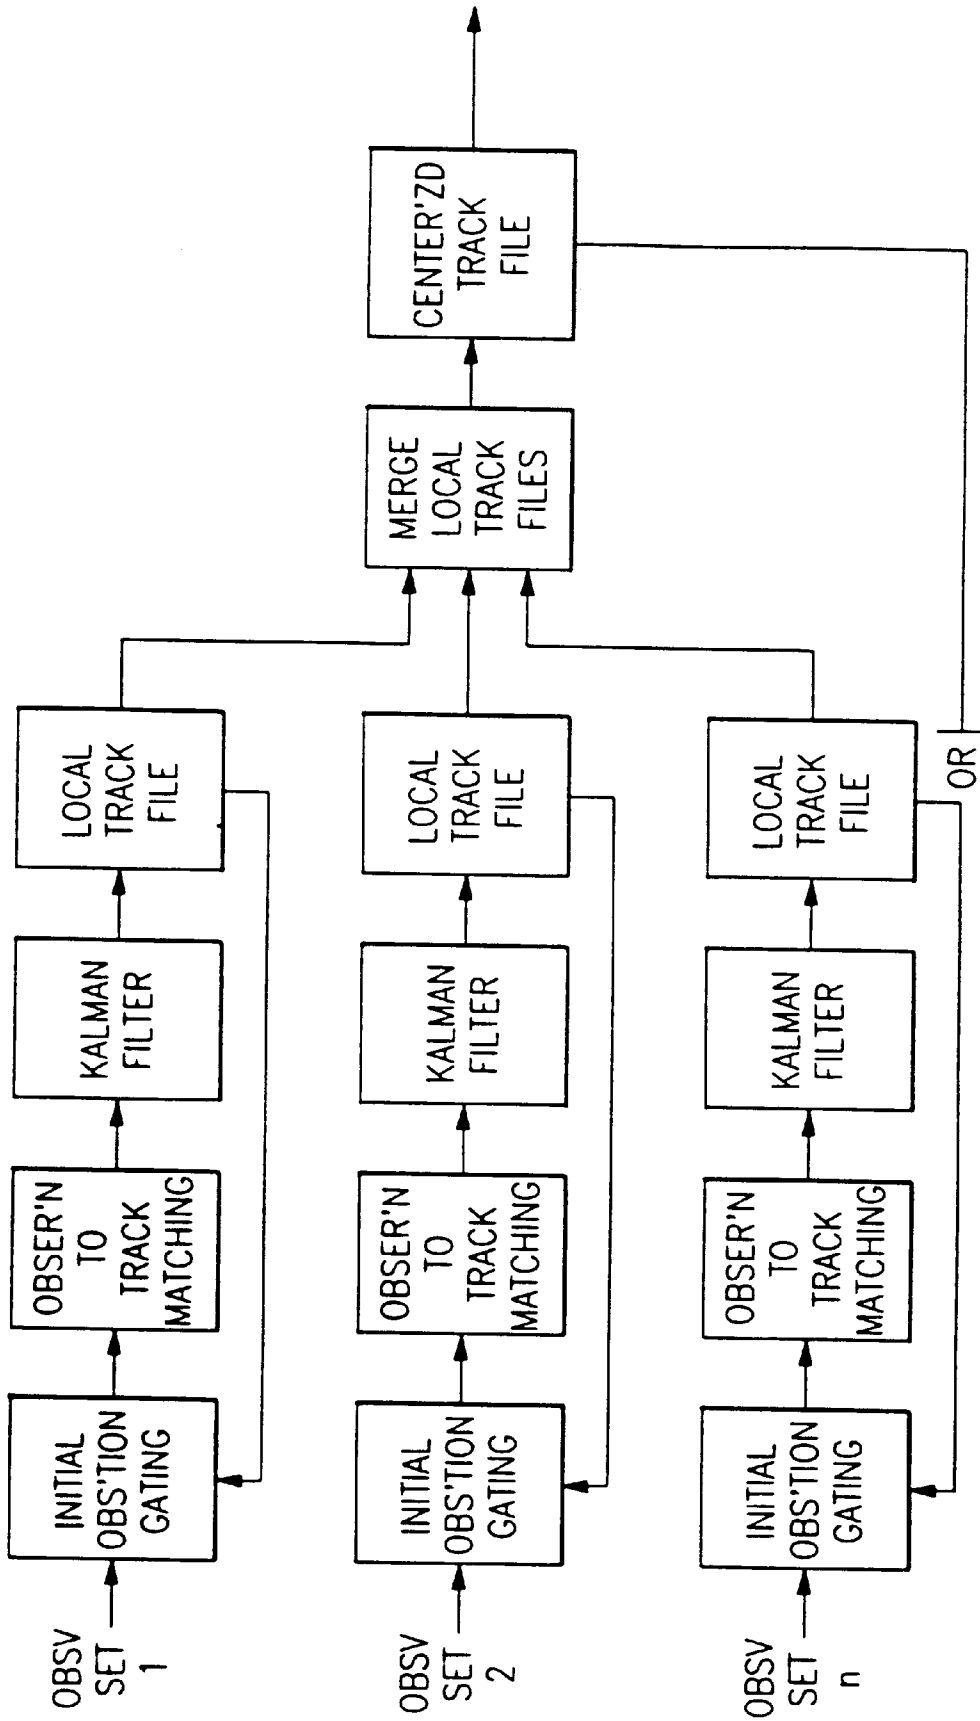 OBSV
SET
1
INITIAL
OBS'TION
GATING
OBSER'N
TO
TRACK
MATCHING
KALMAN
FILTER
LOCAL
TRACK
FILE
OBSV
SET
2
INITIAL
OBS'TION
GATING
OBSER'N
TO
TRACK
MATCHING
KALMAN
FILTER
LOCAL
TRACK
FILE
OBSV
SET
n
INITIAL
OBS'TION
GATING
OBSER'N
TO
TRACK
MATCHING
KALMAN
FILTER
LOCAL
TRACK
FILE
OR
MERGE
LOCAL
TRACK
FILES
CENTER'ZD
TRACK
FILE